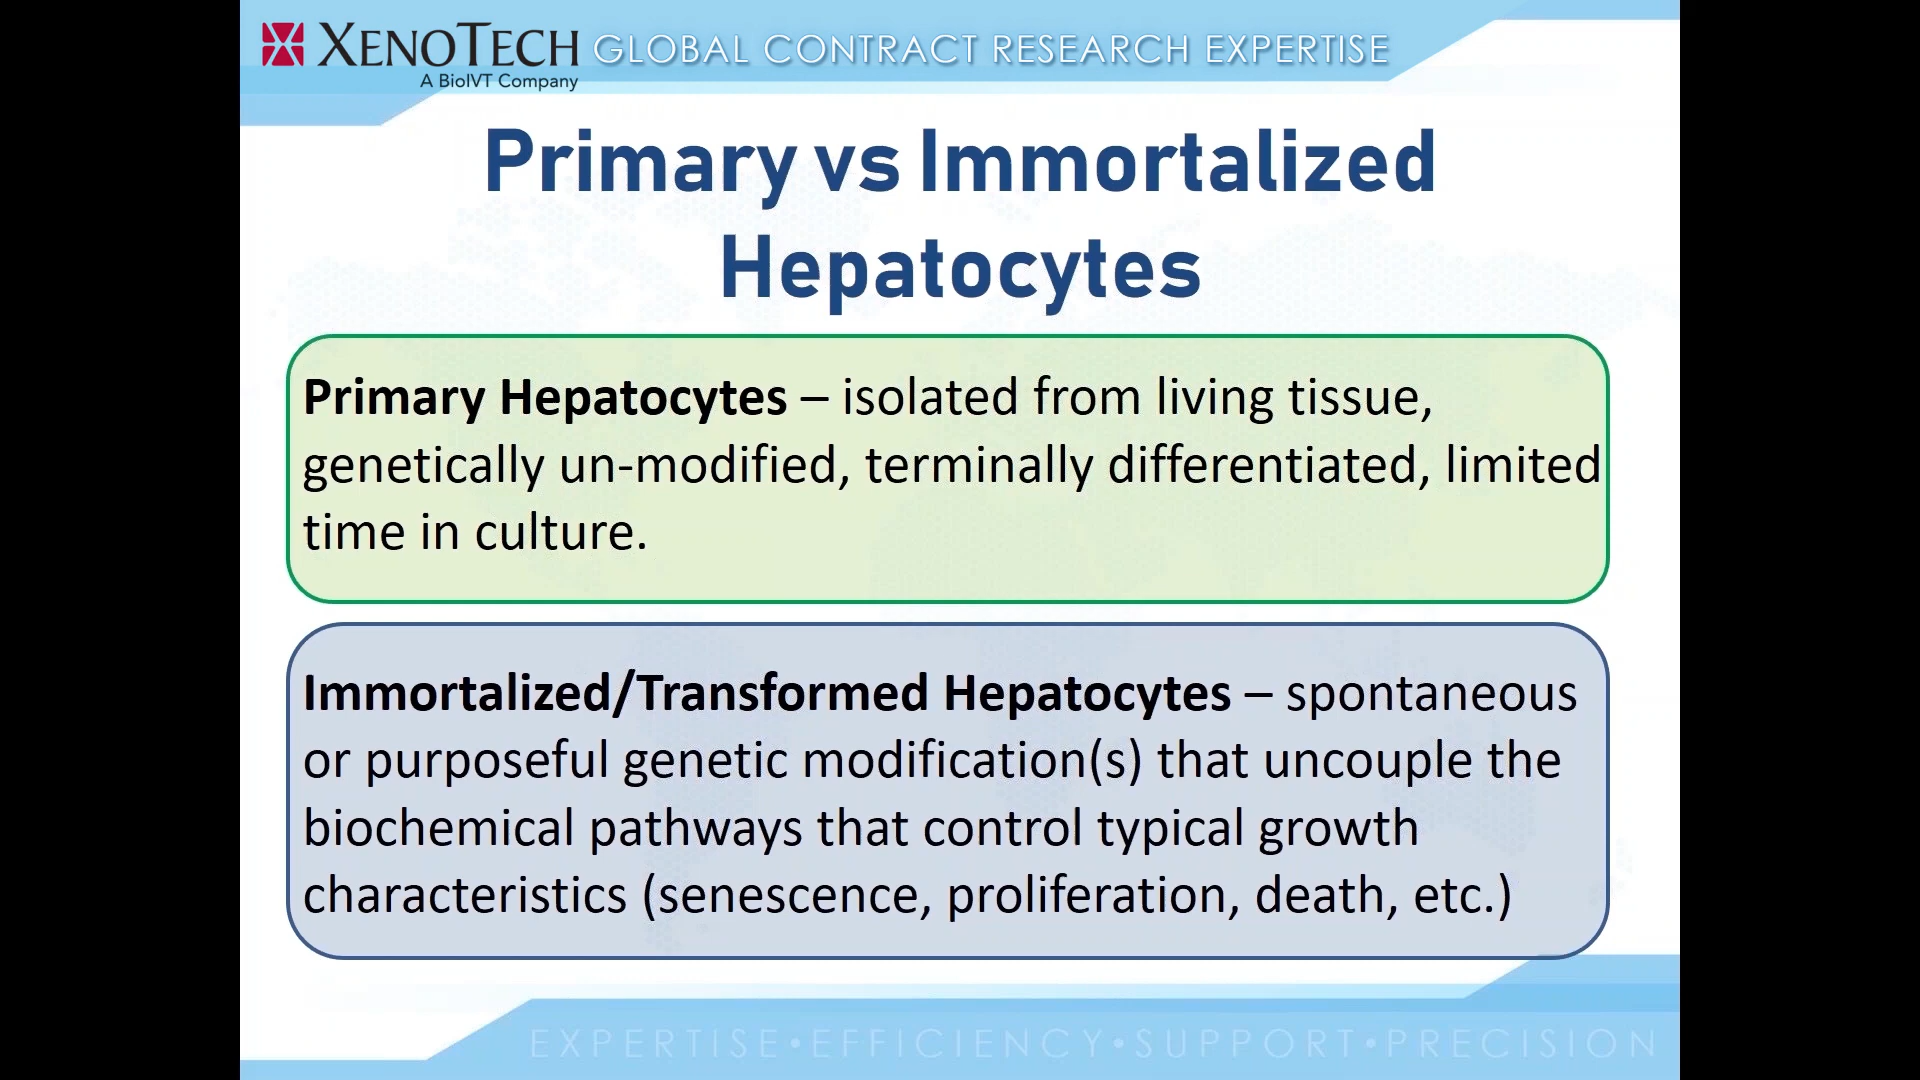 XENOTECH GLOBAL CONTRACT RESEARCH EXPERTISE
A BioIVT Company
Primary vs Immortalized
Hepatocytes
Primary Hepatocytes – isolated from living tissue,
genetically un-modified, terminally differentiated, limited
time in culture.
Immortalized/Transformed Hepatocytes – spontaneous
or purposeful genetic modification(s) that uncouple the
biochemical pathways that control typical growth
characteristics (senescence, proliferation, death, etc.)
EXPERTISE•EFFICIENCY•SUPPORT•PRECISION